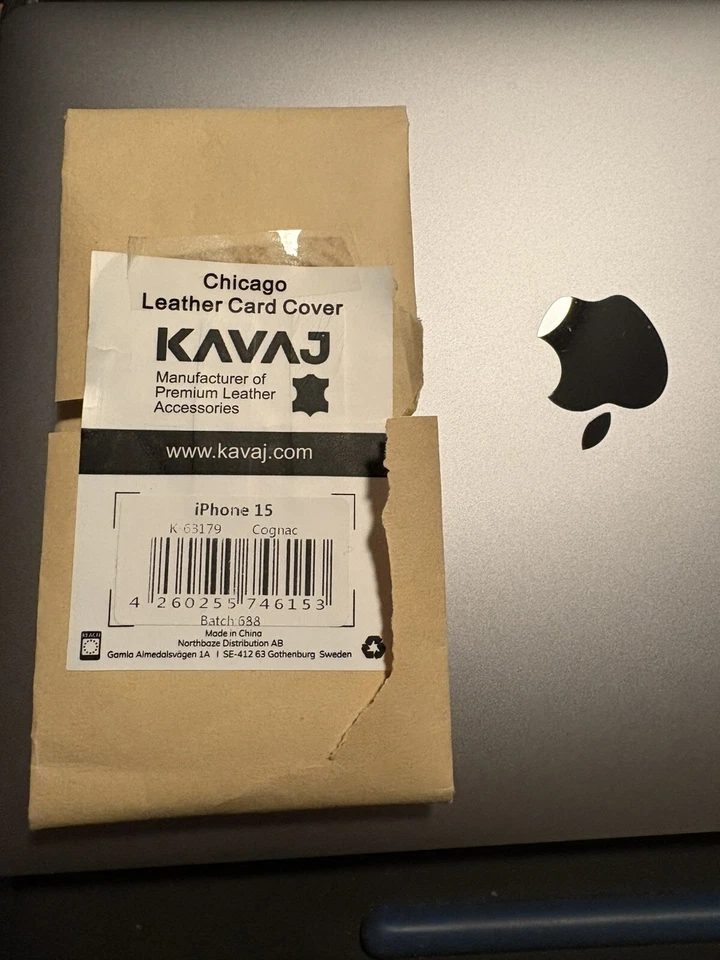 Chicago
Leather Card Cover
KAVAJ
Manufacturer of
Premium Leather
Accessories
www.kavaj.com
iPhone 15
K-63179 Cognac
4 260255 746153
Batch:688
REACH
Made in China
Northbaze Distribution AB
Gamla Almedalsvägen 1A I SE-412 63 Gothenburg Sweden